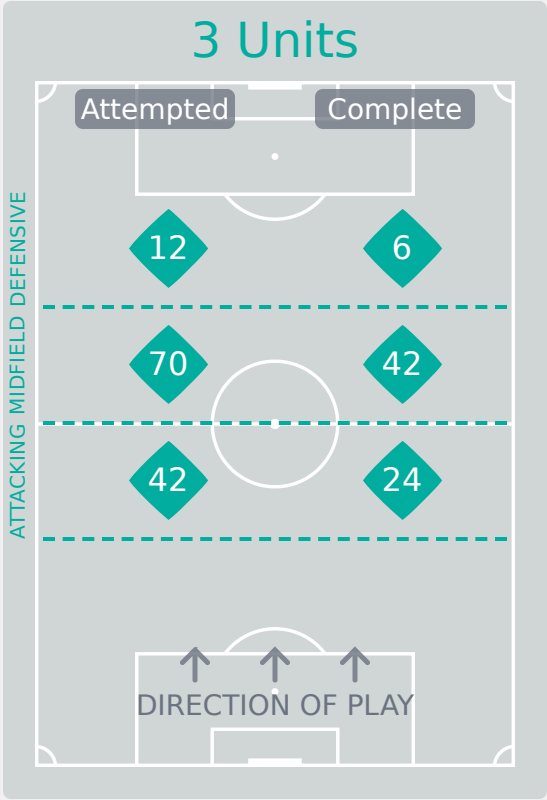 3 Units
Attempted Complete
12 6
70 42
42 24
ATTACKING MIDFIELD DEFENSIVE
DIRECTION OF PLAY